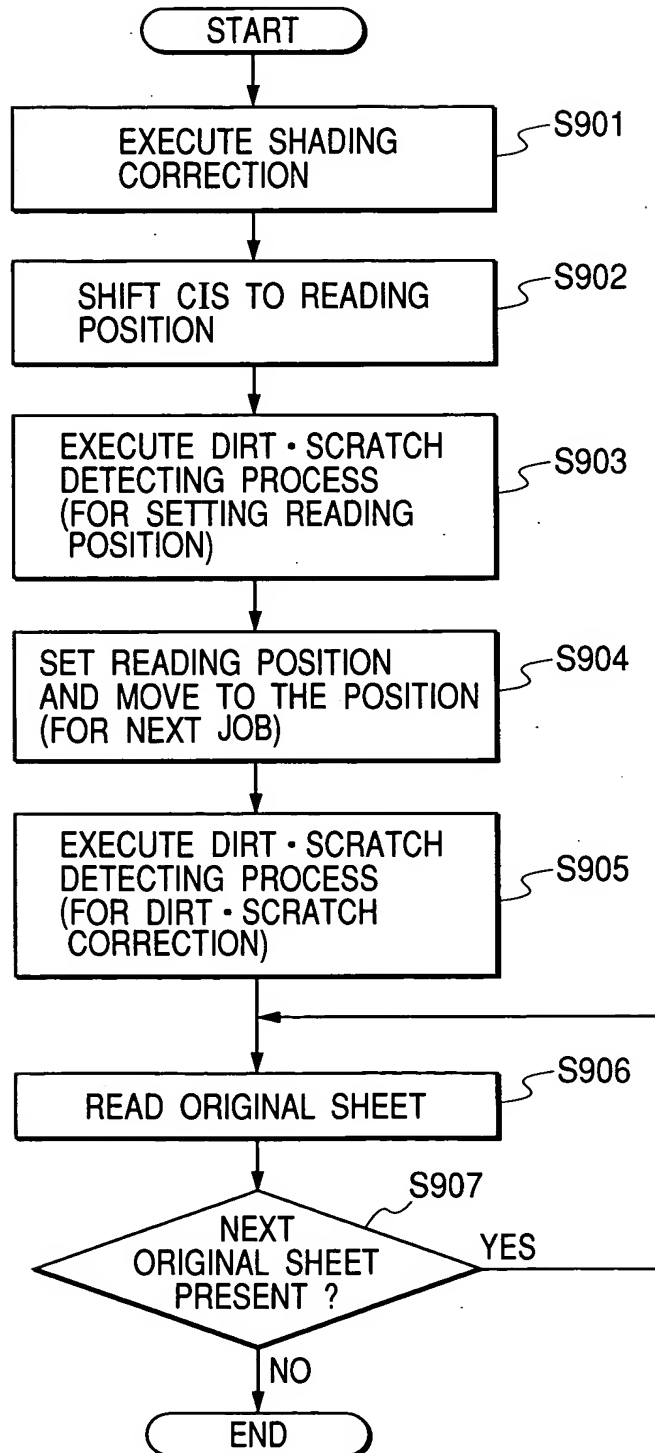 START
EXECUTE SHADING
CORRECTION
S901
SHIFT CIS TO READING
POSITION
S902
EXECUTE DIRT・SCRATCH
DETECTING PROCESS
(FOR SETTING READING
POSITION)
S903
SET READING POSITION
AND MOVE TO THE POSITION
(FOR NEXT JOB)
S904
EXECUTE DIRT・SCRATCH
DETECTING PROCESS
(FOR DIRT・SCRATCH
CORRECTION)
S905
READ ORIGINAL SHEET
S906
S907
NEXT
ORIGINAL SHEET
PRESENT ?
YES
NO
END